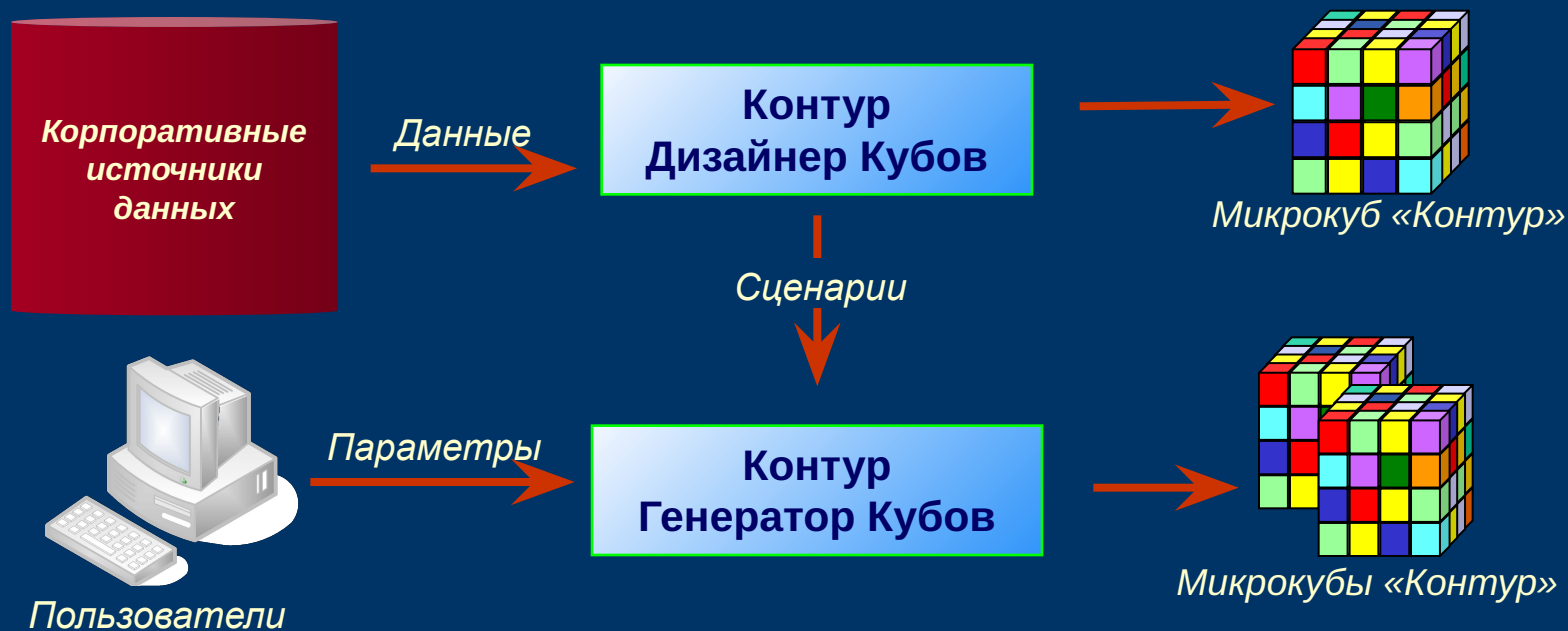 Корпоративные
источники
данных
Данные
Контур
Дизайнер Кубов
Микрокуб «Контур»
Сценарии
Параметры
Контур
Генератор Кубов
Микрокубы «Контур»
Пользователи